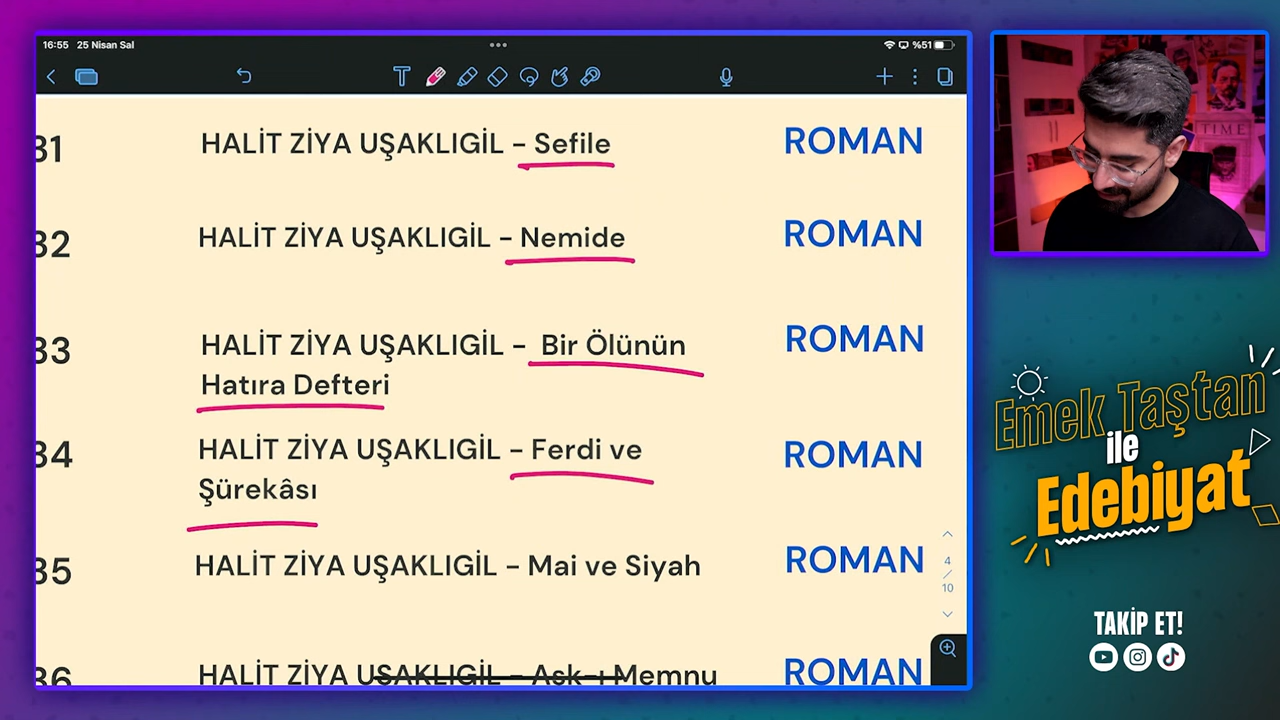 16:55 25 Nisan Sal
%51
T
31 HALİT ZİYA UŞAKLIGİL – Sefile ROMAN
32 HALİT ZİYA UŞAKLIGİL – Nemide ROMAN
33 HALİT ZİYA UŞAKLIGİL – Bir Ölünün ROMAN
Hatıra Defteri
34 HALİT ZİYA UŞAKLIGİL – Ferdi ve ROMAN
Şürekâsı
35 HALİT ZİYA UŞAKLIGİL – Mai ve Siyah ROMAN
36 HALİT ZİYA UŞAKLIGİL – Aşk-ı Memnu ROMAN
4
/
10
TIME
Emek Taştan
ile
Edebiyat
TAKİP ET!